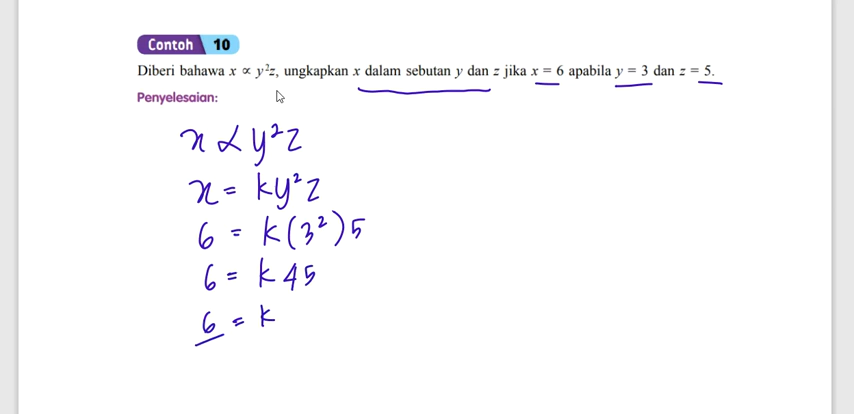 Contoh 10
Diberi bahawa x ∝ y²z, ungkapkan x dalam sebutan y dan z jika x = 6 apabila y = 3 dan z = 5.
Penyelesaian:
x ∝ y²z
x = ky²z
6 = k(3²)5
6 = k45
6 = k